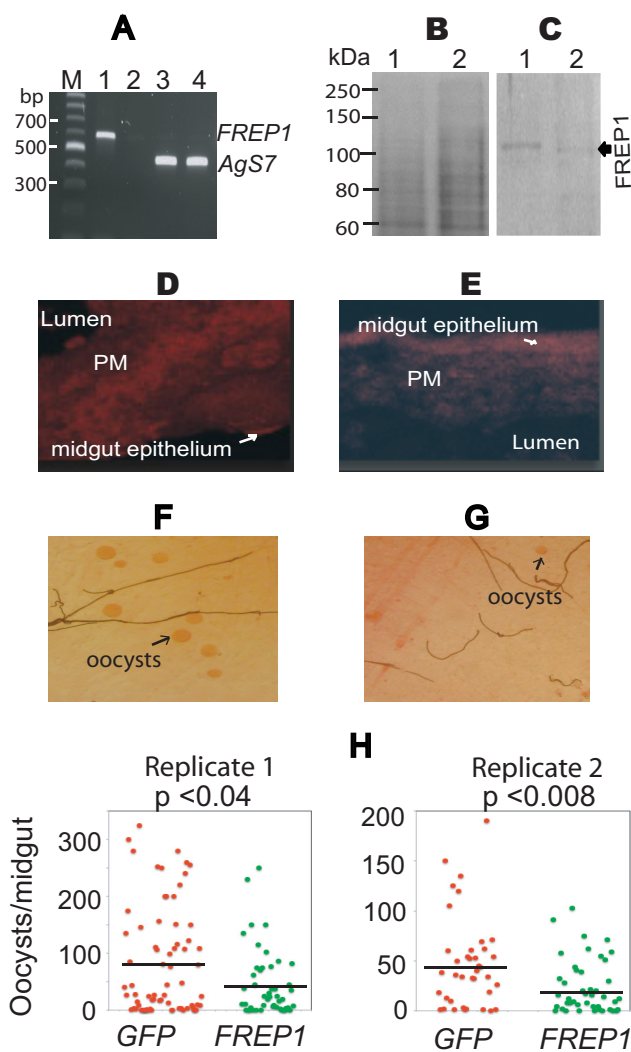 A
M 1 2 3 4
bp
700
500
300
FREP1
AgS7
B C
kDa 1 2 1 2
250
150
100
80
60
FREP1
D
Lumen
PM
midgut epithelium
E
midgut epithelium
PM
Lumen
F
oocysts
G
oocysts
H
Replicate 1
p <0.04
Oocysts/midgut
300
200
100
0
GFP FREP1
Replicate 2
p <0.008
200
150
100
50
0
GFP FREP1